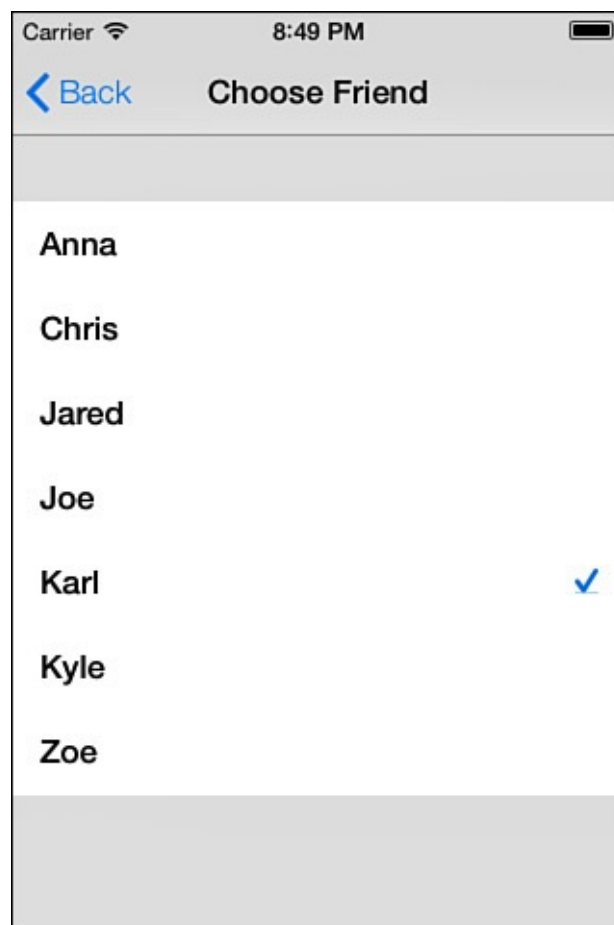 Carrier 8:49 PM
Back Choose Friend
Anna
Chris
Jared
Joe
Karl
Kyle
Zoe